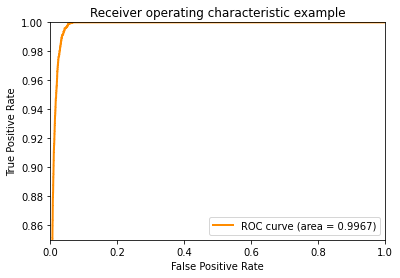 Receiver operating characteristic example
1.00
0.98
0.96
0.94
0.92
0.90
0.88
0.86
True Positive Rate
ROC curve (area = 0.9967)
0.0 0.2 0.4 0.6 0.8 1.0
False Positive Rate